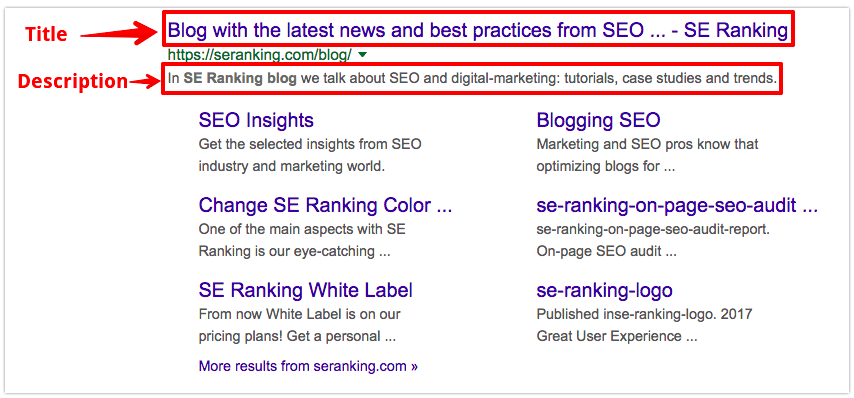 Title
Blog with the latest news and best practices from SEO ... - SE Ranking
https://seranking.com/blog/
Description
In SE Ranking blog we talk about SEO and digital-marketing: tutorials, case studies and trends.
SEO Insights
Get the selected insights from SEO
industry and marketing world.
Blogging SEO
Marketing and SEO pros know that
optimizing blogs for ...
Change SE Ranking Color ...
One of the main aspects with SE
Ranking is our eye-catching ...
se-ranking-on-page-seo-audit ...
se-ranking-on-page-seo-audit-report.
On-page SEO audit ...
SE Ranking White Label
From now White Label is on our
pricing plans! Get a personal ...
se-ranking-logo
Published inse-ranking-logo. 2017
Great User Experience ...
More results from seranking.com »